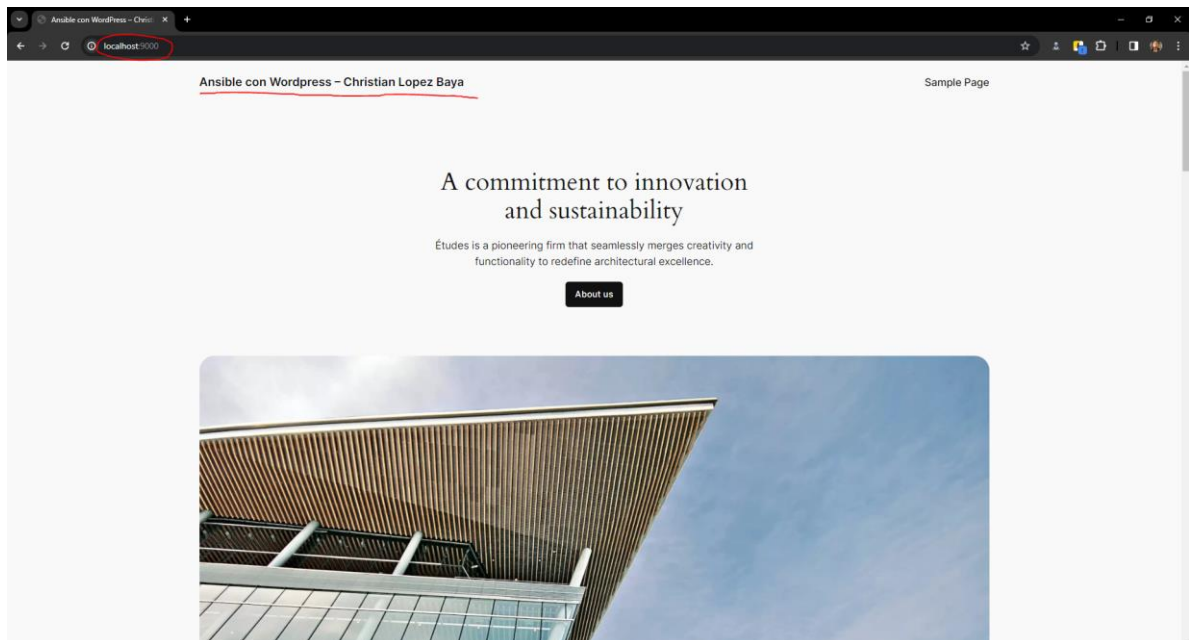 Ansible con WordPress – Christi
localhost:9000
Ansible con Wordpress – Christian Lopez Baya
Sample Page
A commitment to innovation
and sustainability
Études is a pioneering firm that seamlessly merges creativity and
functionality to redefine architectural excellence.
About us